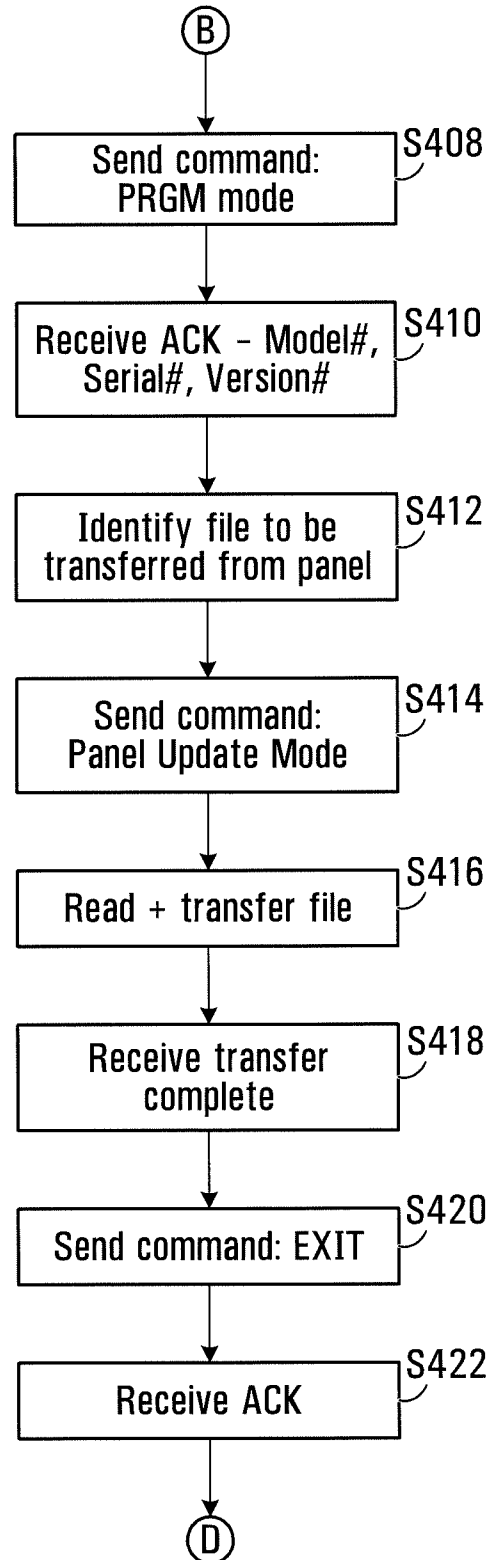 B
S408
Send command:
PRGM mode
S410
Receive ACK - Model#,
Serial#, Version#
S412
Identify file to be
transferred from panel
S414
Send command:
Panel Update Mode
S416
Read + transfer file
S418
Receive transfer
complete
S420
Send command: EXIT
S422
Receive ACK
D